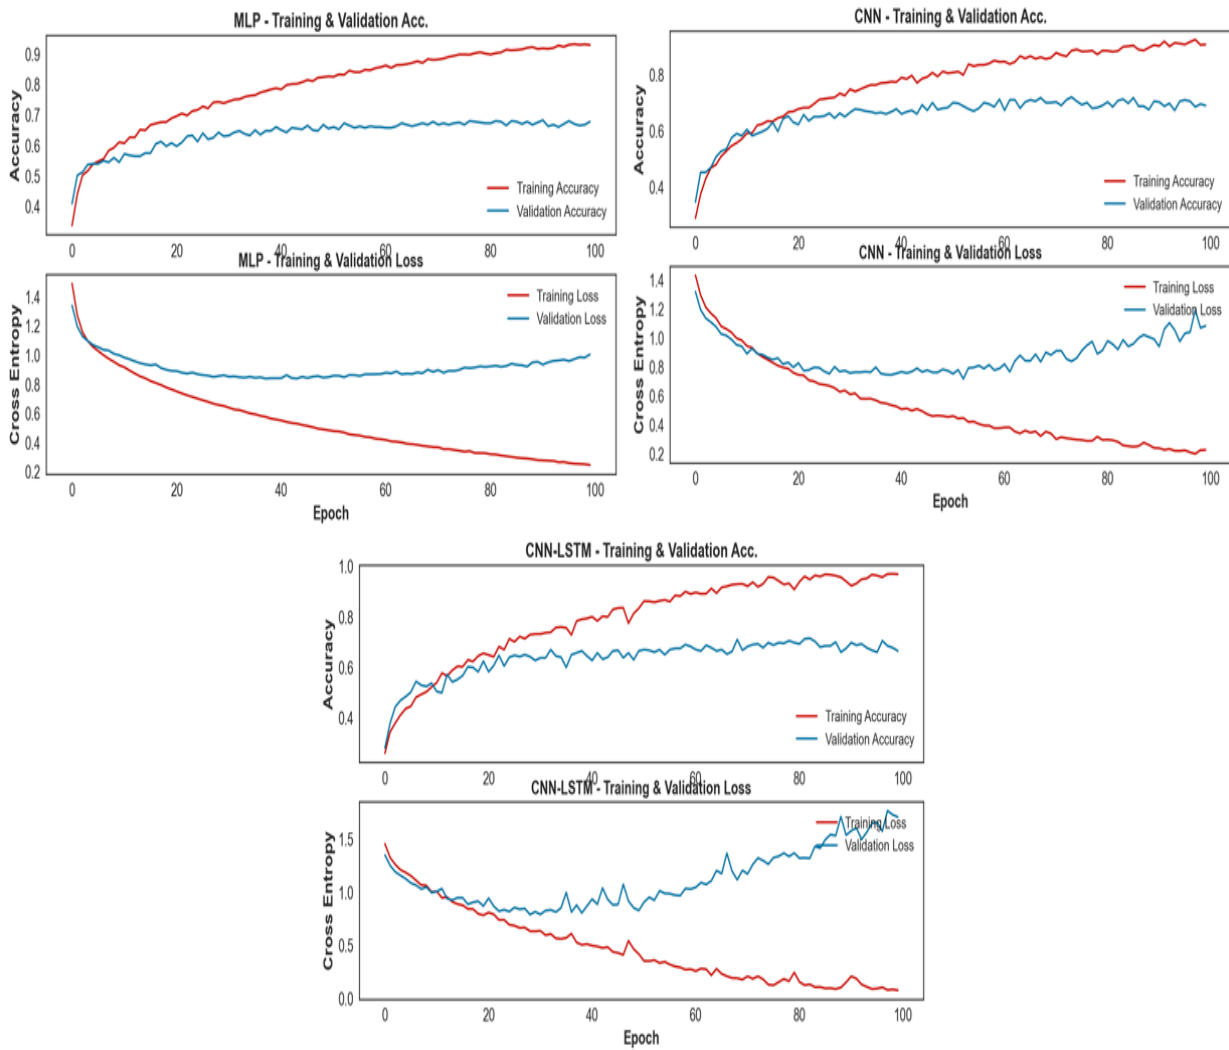 MLP - Training & Validation Acc.
Accuracy
0.9
0.8
0.7
0.6
0.5
0.4
Training Accuracy
Validation Accuracy
0 20 40 60 80 100
MLP - Training & Validation Loss
Cross Entropy
1.4
1.2
1.0
0.8
0.6
0.4
0.2
Training Loss
Validation Loss
0 20 40 60 80 100
Epoch
CNN - Training & Validation Acc.
Accuracy
0.8
0.6
0.4
Training Accuracy
Validation Accuracy
0 20 40 60 80 100
CNN - Training & Validation Loss
Cross Entropy
1.4
1.2
1.0
0.8
0.6
0.4
0.2
Training Loss
Validation Loss
0 20 40 60 80 100
Epoch
CNN-LSTM - Training & Validation Acc.
Accuracy
1.0
0.8
0.6
0.4
Training Accuracy
Validation Accuracy
0 20 40 60 80 100
CNN-LSTM - Training & Validation Loss
Cross Entropy
1.5
1.0
0.5
0.0
Training Loss
Validation Loss
0 20 40 60 80 100
Epoch